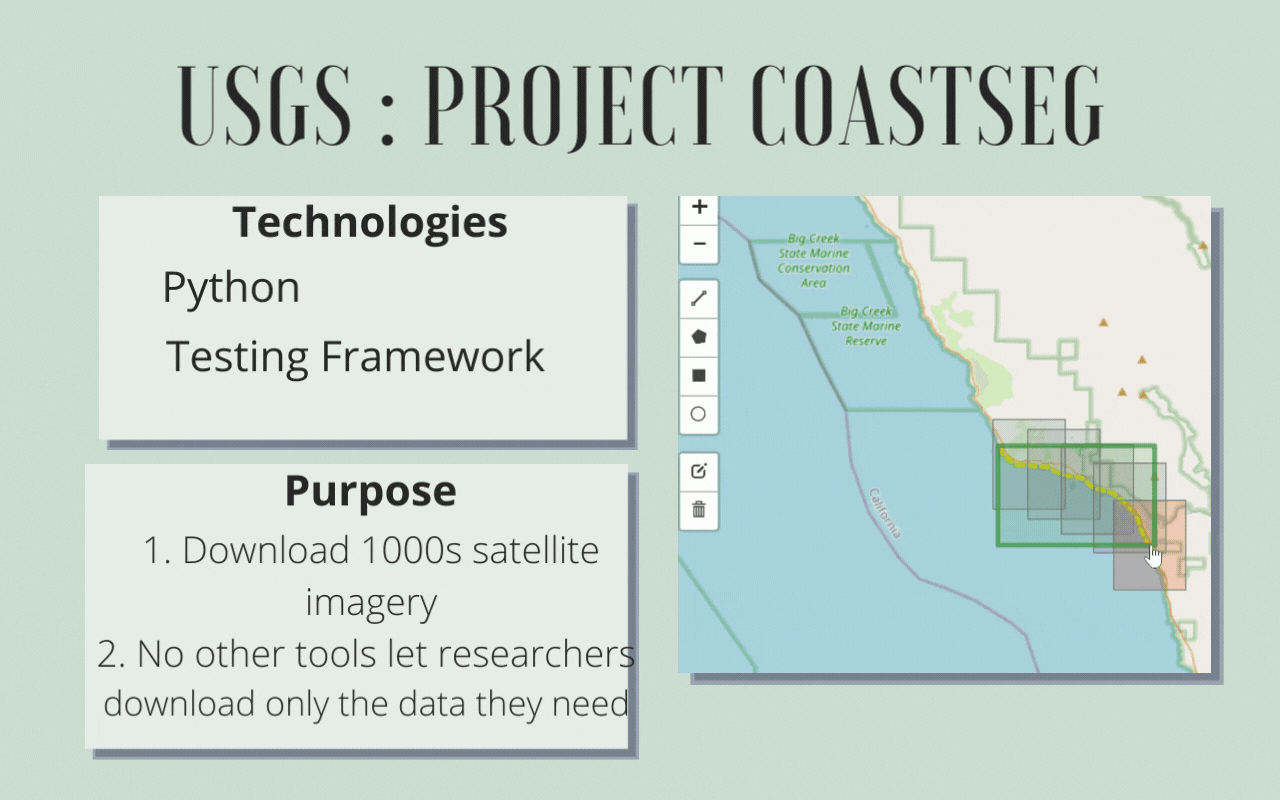 USGS : PROJECT COASTSEG
Technologies
Python
Testing Framework
Purpose
1. Download 1000s satellite
imagery
2. No other tools let researchers
download only the data they need
+
−
Big Creek
State Marine
Conservation
Area
Big Creek
State Marine
Reserve
California